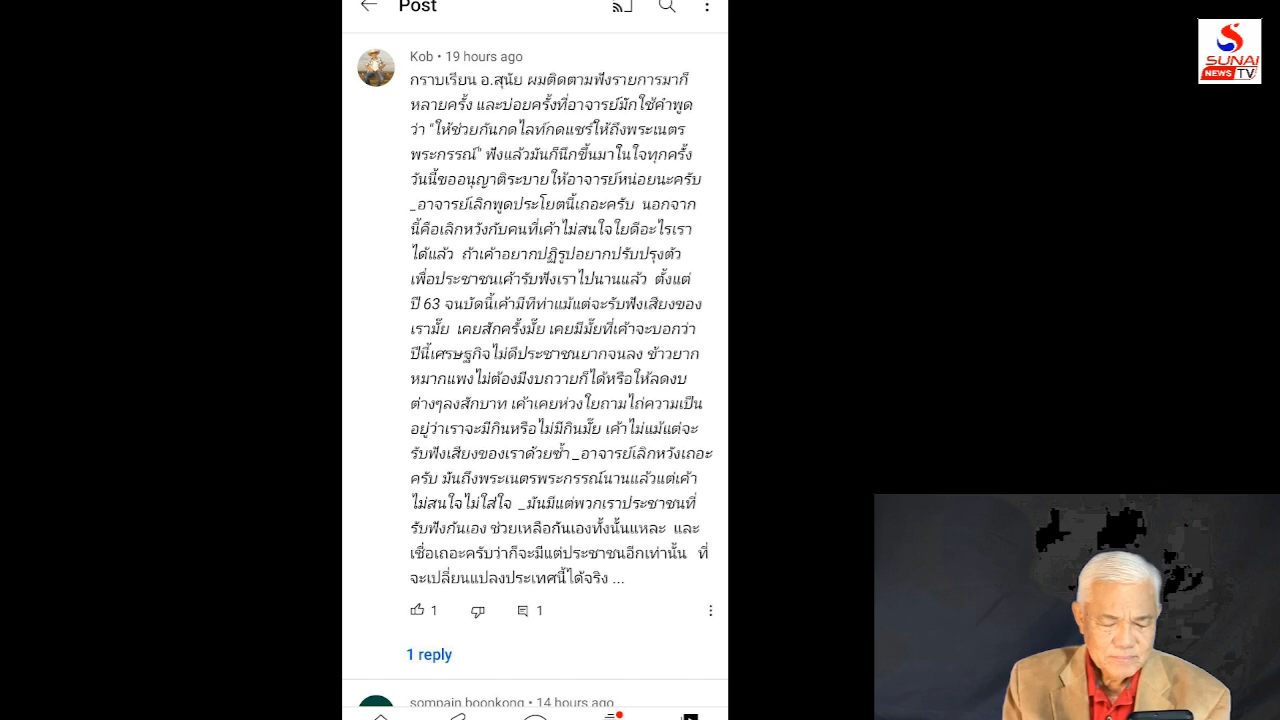 Post
SUNAI
NEWS TV
Kob • 19 hours ago
กราบเรียน อ.สุนัย ผมติดตามฟังรายการมาก็
หลายครั้ง และบ่อยครั้งที่อาจารย์มักใช้คำพูด
ว่า "ให้ช่วยกันกดไลท์กดแชร์ให้ถึงพระเนตร
พระกรรณ์" ฟังแล้วมันก็นึกขึ้นมาในใจทุกครั้ง
วันนี้ขออนุญาติระบายให้อาจารย์หน่อยนะครับ
_อาจารย์เลิกพูดประโยตนี้เถอะครับ นอกจาก
นี้คือเลิกหวังกับคนที่เค้าไม่สนใจใยดีอะไรเรา
ได้แล้ว ถ้าเค้าอยากปฏิรูปอยากปรับปรุงตัว
เพื่อประชาชนเค้ารับฟังเราไปนานแล้ว ตั้งแต่
ปี 63 จนบัดนี้เค้ามีทีท่าแม้แต่จะรับฟังเสียงของ
เรามั๊ย เคยสักครั้งมั๊ย เคยมีมั๊ยที่เค้าจะบอกว่า
ปีนี้เศรษฐกิจไม่ดีประชาชนยากจนลง ข้าวยาก
หมากแพงไม่ต้องมีงบถวายก็ได้หรือให้ลดงบ
ต่างๆลงสักบาท เค้าเคยห่วงใยถามไถ่ความเป็น
อยู่ว่าเราจะมีกินหรือไม่มีกินมั๊ย เค้าไม่แม้แต่จะ
รับฟังเสียงของเราด้วยซ้ำ _อาจารย์เลิกหวังเถอะ
ครับ มันถึงพระเนตรพระกรรณ์นานแล้วแต่เค้า
ไม่สนใจไม่ใส่ใจ _มันมีแต่พวกเราประชาชนที่
รับฟังกันเอง ช่วยเหลือกันเองทั้งนั้นแหละ และ
เชื่อเถอะครับว่าก็จะมีแต่ประชาชนอีกเท่านั้น ที่
จะเปลี่ยนแปลงประเทศนี้ได้จริง ...
1 1
1 reply
sompain boonkong • 14 hours ago